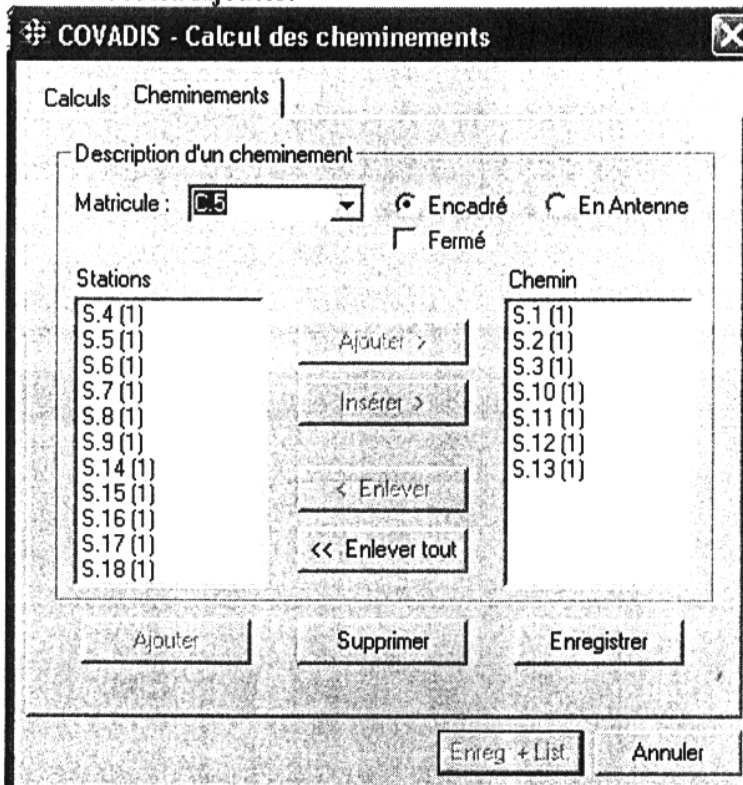 COVADIS - Calcul des cheminements
Calculs Cheminements
Description d'un cheminement
Matricule : C.5 Encadré En Antenne
Fermé
Stations
S.4 (1)
S.5 (1)
S.6 (1)
S.7 (1)
S.8 (1)
S.9 (1)
S.14 (1)
S.15 (1)
S.16 (1)
S.17 (1)
S.18 (1)
Ajouter >
Insérer >
< Enlever
<< Enlever tout
Chemin
S.1 (1)
S.2 (1)
S.3 (1)
S.10 (1)
S.11 (1)
S.12 (1)
S.13 (1)
Ajouter Supprimer Enregistrer
Enreg. + List. Annuler